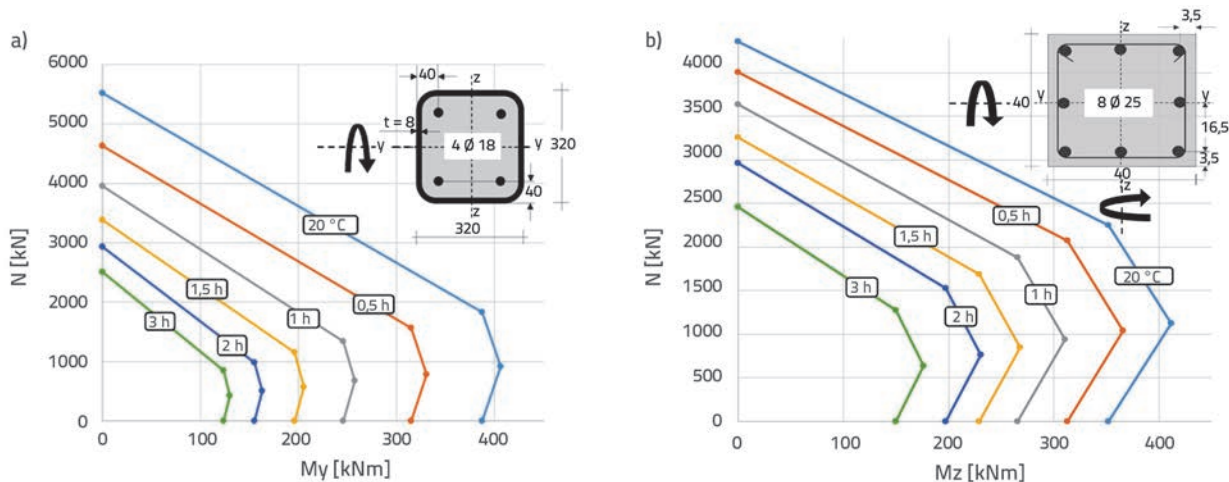 a)
N [kN]
6000
5000
4000
3000
2000
1000
0
0
100
200
300
400
My [kNm]
20 °C
0,5 h
1 h
1,5 h
2 h
3 h
40
z
t = 8
y
4 Ø 18
y
320
40
z
320
b)
N [kN]
4000
3500
3000
2500
2000
1500
1000
500
0
0
100
200
300
400
Mz [kNm]
20 °C
0,5 h
1 h
1,5 h
2 h
3 h
z
3,5
40
y
8 Ø 25
y
16,5
3,5
40
z